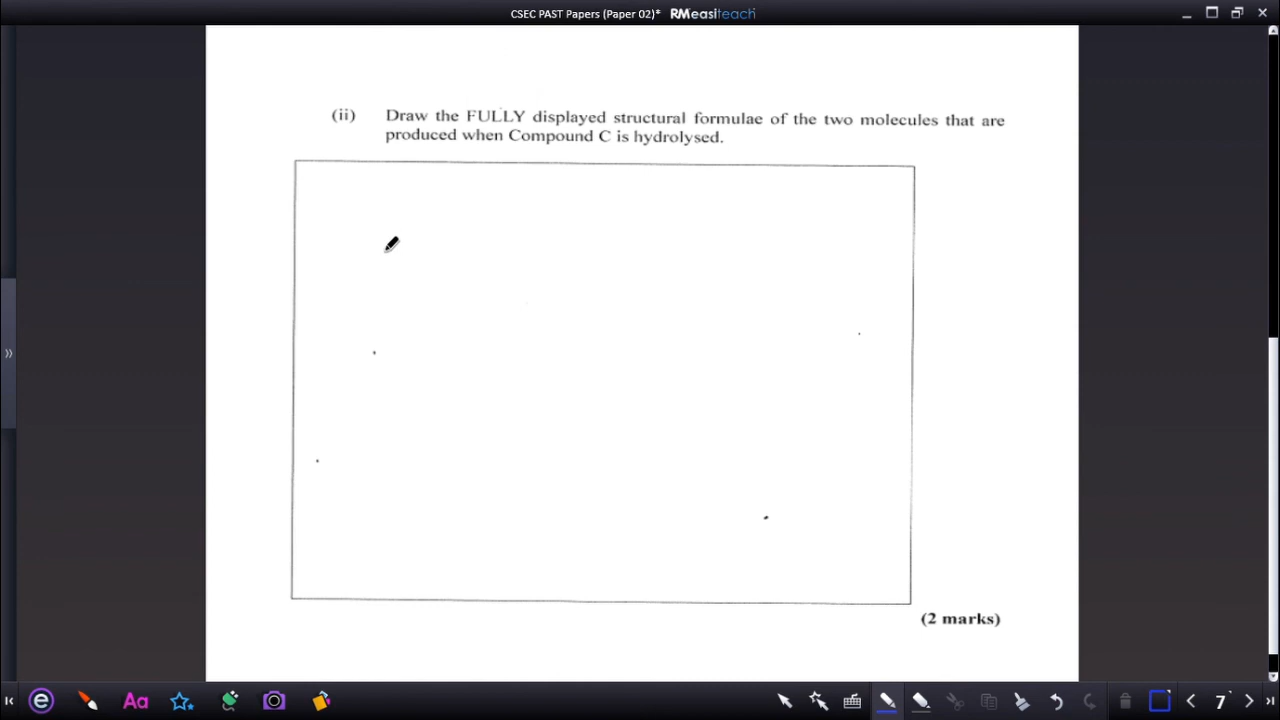 CSEC PAST Papers (Paper 02)* RMeasiteach
(ii) Draw the FULLY displayed structural formulae of the two molecules that are
produced when Compound C is hydrolysed.
(2 marks)
Aa
7